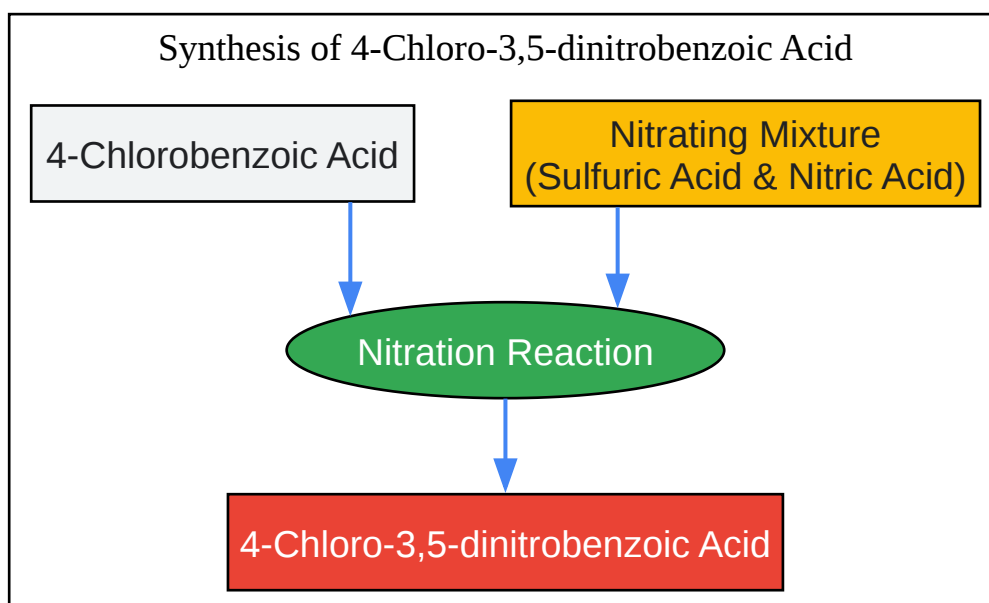 Synthesis of 4-Chloro-3,5-dinitrobenzoic Acid
4-Chlorobenzoic Acid
Nitrating Mixture
(Sulfuric Acid & Nitric Acid)
Nitration Reaction
4-Chloro-3,5-dinitrobenzoic Acid